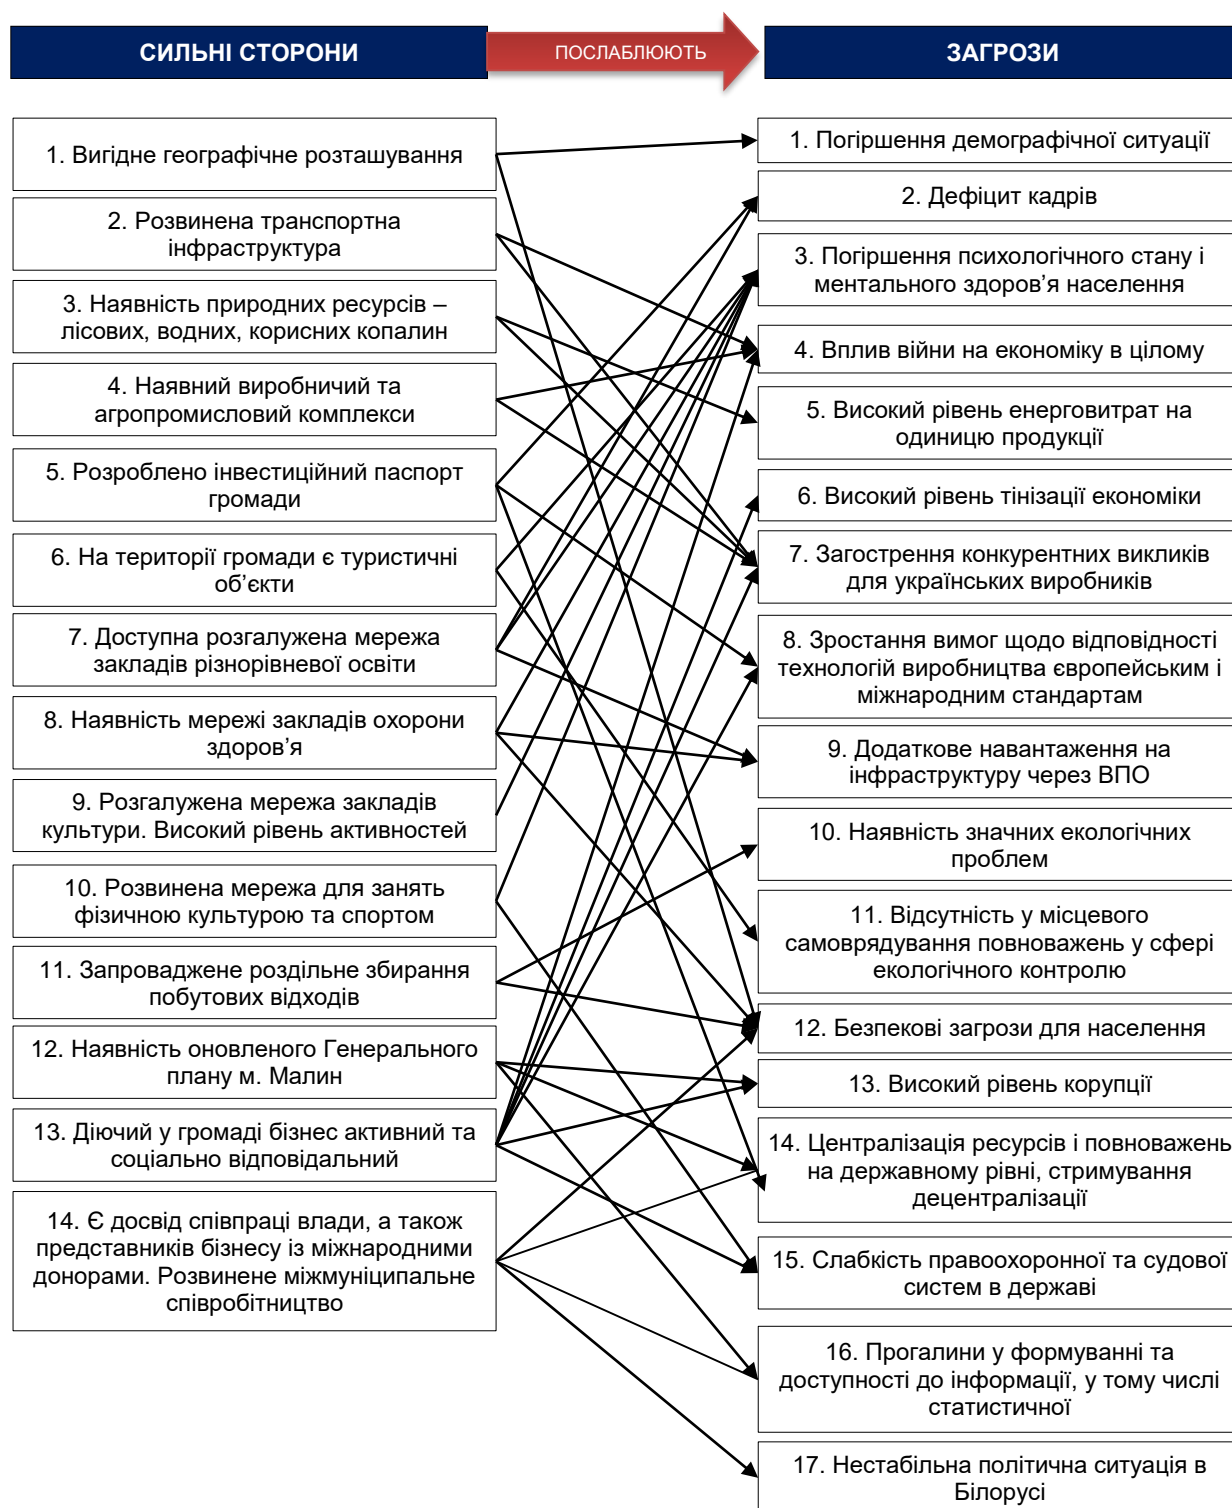 СИЛЬНІ СТОРОНИ
ПОСЛАБЛЮЮТЬ
ЗАГРОЗИ
1. Вигідне географічне розташування
2. Розвинена транспортна
інфраструктура
3. Наявність природних ресурсів –
лісових, водних, корисних копалин
4. Наявний виробничий та
агропромисловий комплекси
5. Розроблено інвестиційний паспорт
громади
6. На території громади є туристичні
об’єкти
7. Доступна розгалужена мережа
закладів різнорівневої освіти
8. Наявність мережі закладів охорони
здоров’я
9. Розгалужена мережа закладів
культури. Високий рівень активностей
10. Розвинена мережа для занять
фізичною культурою та спортом
11. Запроваджене роздільне збирання
побутових відходів
12. Наявність оновленого Генерального
плану м. Малин
13. Діючий у громаді бізнес активний та
соціально відповідальний
14. Є досвід співпраці влади, а також
представників бізнесу із міжнародними
донорами. Розвинене міжмуніципальне
співробітництво
1. Погіршення демографічної ситуації
2. Дефіцит кадрів
3. Погіршення психологічного стану і
ментального здоров’я населення
4. Вплив війни на економіку в цілому
5. Високий рівень енерговитрат на
одиницю продукції
6. Високий рівень тінізації економіки
7. Загострення конкурентних викликів
для українських виробників
8. Зростання вимог щодо відповідності
технологій виробництва європейським і
міжнародним стандартам
9. Додаткове навантаження на
інфраструктуру через ВПО
10. Наявність значних екологічних
проблем
11. Відсутність у місцевого
самоврядування повноважень у сфері
екологічного контролю
12. Безпекові загрози для населення
13. Високий рівень корупції
14. Централізація ресурсів і повноважень
на державному рівні, стримування
децентралізації
15. Слабкість правоохоронної та судової
систем в державі
16. Прогалини у формуванні та
доступності до інформації, у тому числі
статистичної
17. Нестабільна політична ситуація в
Білорусі